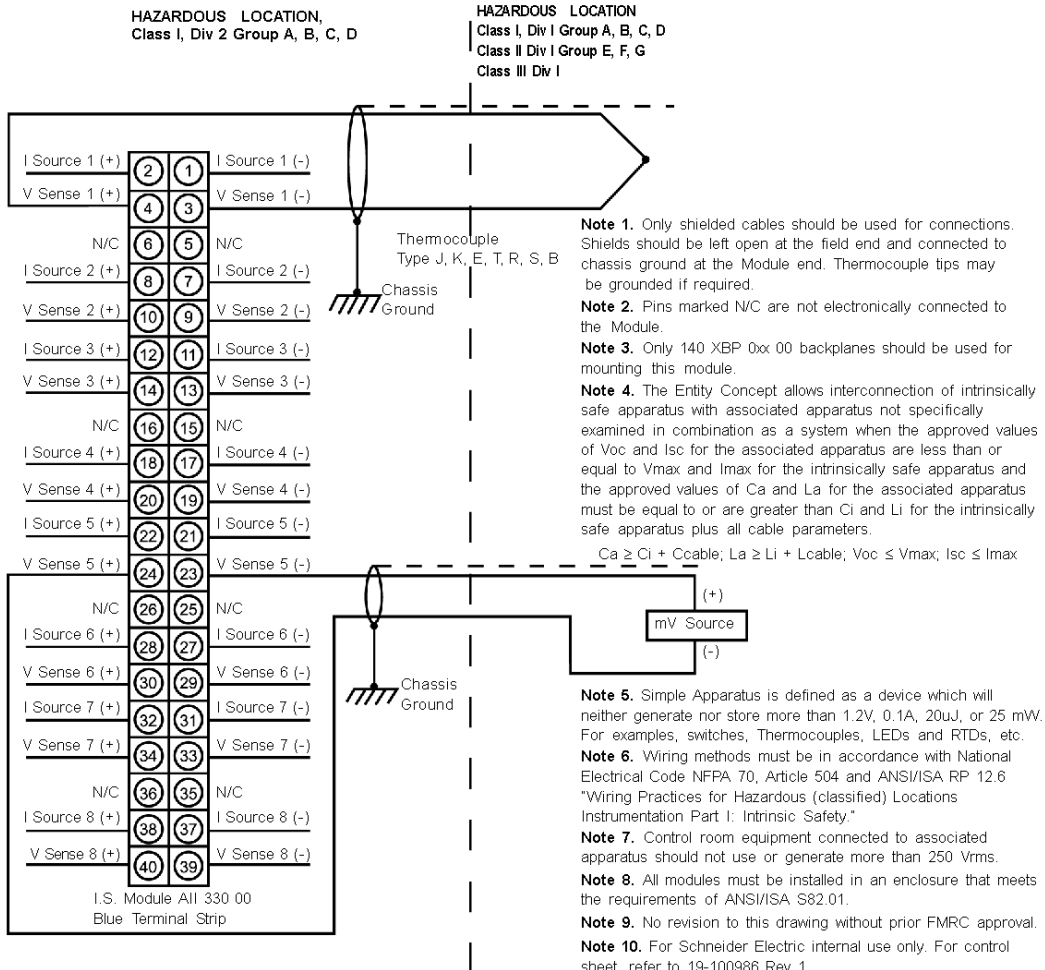 HAZARDOUS LOCATION,
Class I, Div 2 Group A, B, C, D
HAZARDOUS LOCATION
Class I, Div I Group A, B, C, D
Class II Div I Group E, F, G
Class III Div I
I Source 1 (+) 2 1 I Source 1 (-)
V Sense 1 (+) 4 3 V Sense 1 (-)
N/C 6 5 N/C
I Source 2 (+) 8 7 I Source 2 (-)
V Sense 2 (+) 10 9 V Sense 2 (-)
I Source 3 (+) 12 11 I Source 3 (-)
V Sense 3 (+) 14 13 V Sense 3 (-)
N/C 16 15 N/C
I Source 4 (+) 18 17 I Source 4 (-)
V Sense 4 (+) 20 19 V Sense 4 (-)
I Source 5 (+) 22 21 I Source 5 (-)
V Sense 5 (+) 24 23 V Sense 5 (-)
N/C 26 25 N/C
I Source 6 (+) 28 27 I Source 6 (-)
V Sense 6 (+) 30 29 V Sense 6 (-)
I Source 7 (+) 32 31 I Source 7 (-)
V Sense 7 (+) 34 33 V Sense 7 (-)
N/C 36 35 N/C
I Source 8 (+) 38 37 I Source 8 (-)
V Sense 8 (+) 40 39 V Sense 8 (-)
I.S. Module AII 330 00
Blue Terminal Strip
Thermocouple
Type J, K, E, T, R, S, B
Chassis
Ground
Chassis
Ground
Note 1. Only shielded cables should be used for connections.
Shields should be left open at the field end and connected to
chassis ground at the Module end. Thermocouple tips may
be grounded if required.
Note 2. Pins marked N/C are not electronically connected to
the Module.
Note 3. Only 140 XBP 0xx 00 backplanes should be used for
mounting this module.
Note 4. The Entity Concept allows interconnection of intrinsically
safe apparatus with associated apparatus not specifically
examined in combination as a system when the approved values
of Voc and Isc for the associated apparatus are less than or
equal to Vmax and Imax for the intrinsically safe apparatus and
the approved values of Ca and La for the associated apparatus
must be equal to or are greater than Ci and Li for the intrinsically
safe apparatus plus all cable parameters.
Ca ≥ Ci + Ccable; La ≥ Li + Lcable; Voc ≤ Vmax; Isc ≤ Imax
(+)
mV Source
(-)
Note 5. Simple Apparatus is defined as a device which will
neither generate nor store more than 1.2V, 0.1A, 20uJ, or 25 mW.
For examples, switches, Thermocouples, LEDs and RTDs, etc.
Note 6. Wiring methods must be in accordance with National
Electrical Code NFPA 70, Article 504 and ANSI/ISA RP 12.6
"Wiring Practices for Hazardous (classified) Locations
Instrumentation Part I: Intrinsic Safety."
Note 7. Control room equipment connected to associated
apparatus should not use or generate more than 250 Vrms.
Note 8. All modules must be installed in an enclosure that meets
the requirements of ANSI/ISA S82.01.
Note 9. No revision to this drawing without prior FMRC approval.
Note 10. For Schneider Electric internal use only. For control
sheet, refer to 19-100986 Rev 1